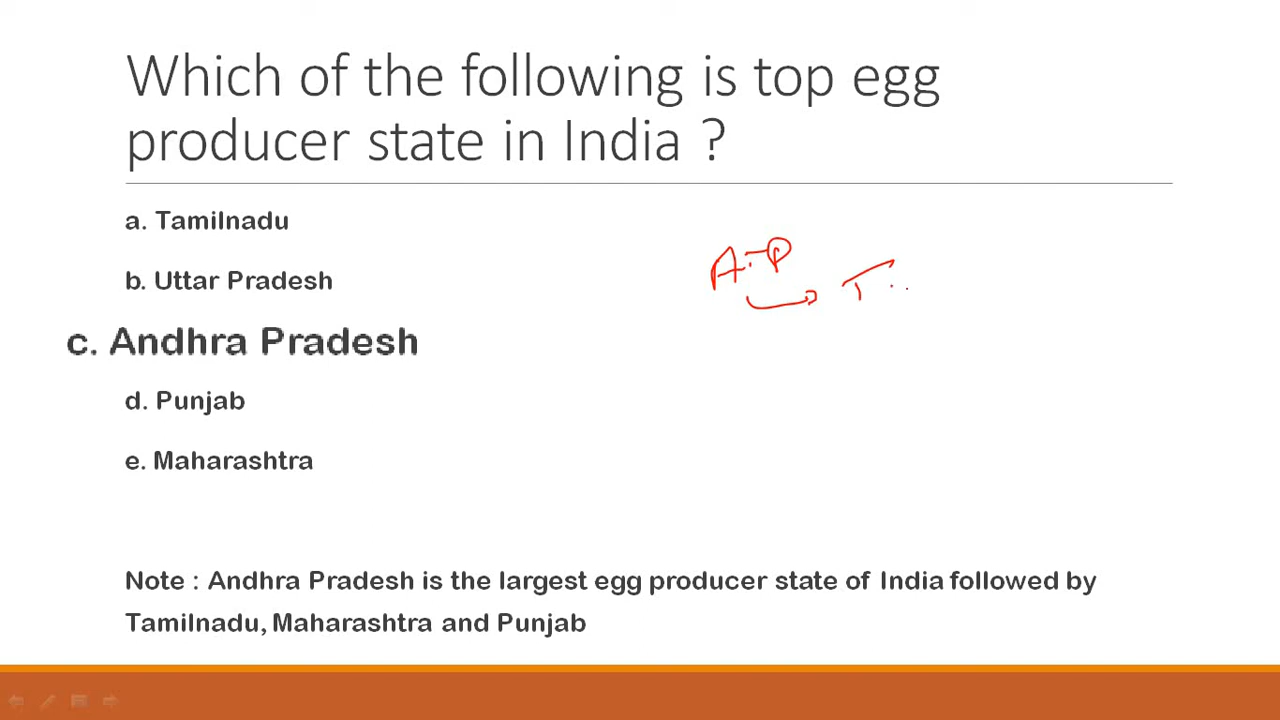 Which of the following is top egg
producer state in India ?
a. Tamilnadu
b. Uttar Pradesh
A.P
T..
c. Andhra Pradesh
d. Punjab
e. Maharashtra
Note : Andhra Pradesh is the largest egg producer state of India followed by
Tamilnadu, Maharashtra and Punjab